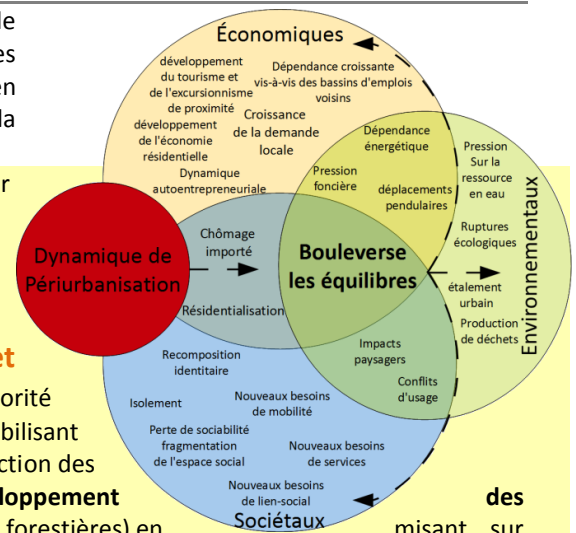 de
es
en
la
Économiques
développement
du tourisme et
de l'excursionnisme
de proximité
Dépendance croissante
vis-à-vis des bassins d'emplois
voisins
développement
de l'économie
résidentielle
Croissance
de la demande
locale
Dynamique
autoentrepreneuriale
Dépendance
énergétique
Pression
foncière
déplacements
pendulaires
Pression
Sur la
ressource
en eau
Ruptures
écologiques
étalement
urbain
Production
de déchets
Environnementaux
Dynamique de
Périurbanisation
Chômage
importé
Résidentialisation
Bouleverse
les équilibres
Impacts
paysagers
Conflits
d'usage
Recomposition
identitaire
Isolement
Nouveaux besoins
de mobilité
Perte de sociabilité
fragmentation
de l'espace social
Nouveaux besoins
de services
Nouveaux besoins
de lien-social
Sociétaux
r
et
orité
bilisant
ction des
eloppement des
forestières) en misant sur